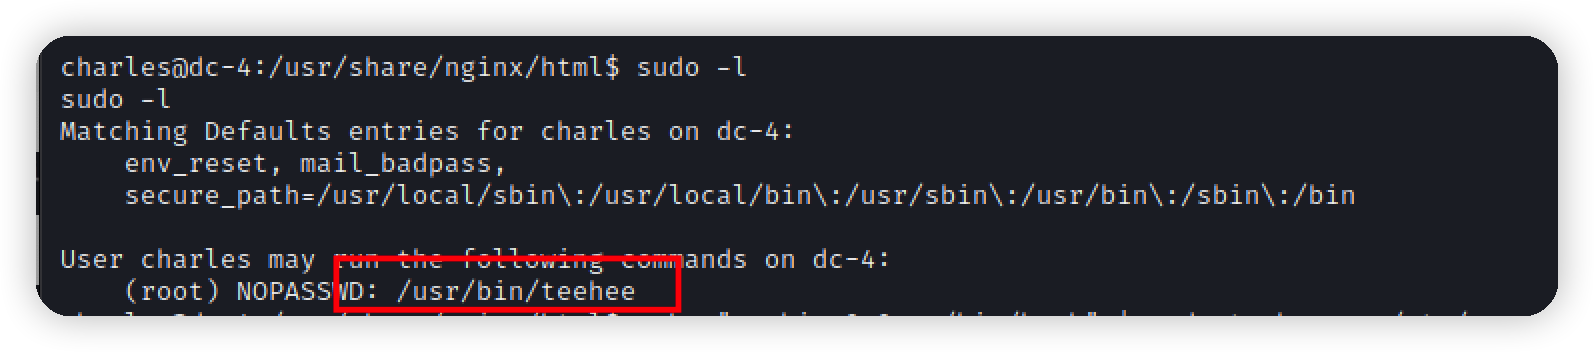 charles@dc-4:/usr/share/nginx/html$ sudo -l
sudo -l
Matching Defaults entries for charles on dc-4:
    env_reset, mail_badpass,
    secure_path=/usr/local/sbin\:/usr/local/bin\:/usr/sbin\:/usr/bin\:/sbin\:/bin
User charles may run the following commands on dc-4:
    (root) NOPASSWD: /usr/bin/teehee